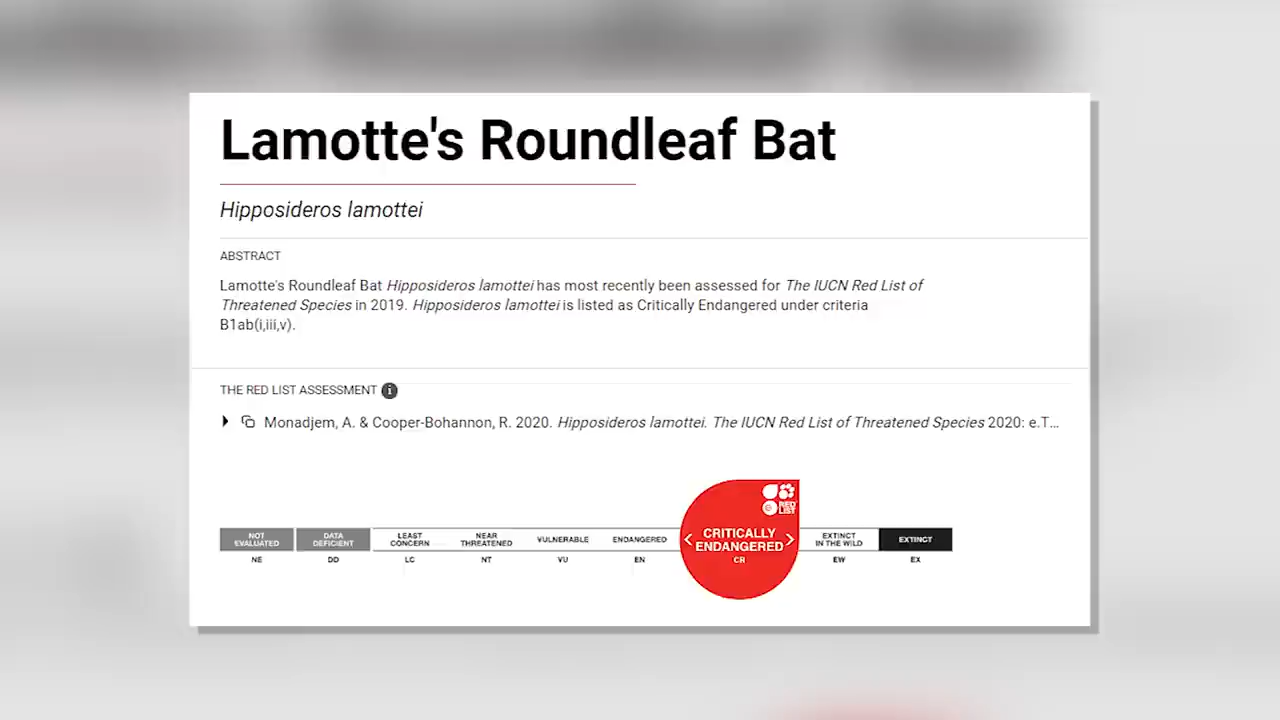 Lamotte's Roundleaf Bat
Hipposideros lamottei
ABSTRACT
Lamotte's Roundleaf Bat Hipposideros lamottei has most recently been assessed for The IUCN Red List of
Threatened Species in 2019. Hipposideros lamottei is listed as Critically Endangered under criteria
B1ab(i,iii,v).
THE RED LIST ASSESSMENT i
Monadjem, A. & Cooper-Bohannon, R. 2020. Hipposideros lamottei. The IUCN Red List of Threatened Species 2020: e.T...
NOT EVALUATED
NE
DATA DEFICIENT
DD
LEAST CONCERN
LC
NEAR THREATENED
NT
VULNERABLE
VU
ENDANGERED
EN
RED LIST
< CRITICALLY ENDANGERED >
CR
EXTINCT IN THE WILD
EW
EXTINCT
EX